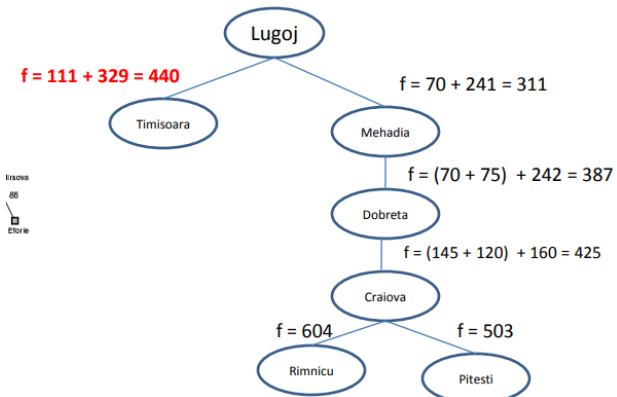 Lugoj
f = 111 + 329 = 440
f = 70 + 241 = 311
Timisoara
Mehadia
f = (70 + 75) + 242 = 387
86
Eforie
Dobreta
f = (145 + 120) + 160 = 425
Craiova
f = 604
f = 503
Rimnicu
Pitesti